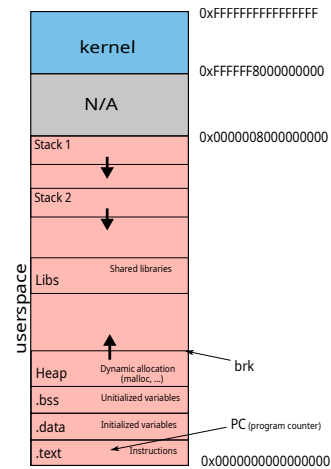 0xFFFFFFFFFFFFFFFF
kernel
0xFFFFFF8000000000
N/A
0x0000008000000000
Stack 1
Stack 2
userspace
Libs
Shared libraries
brk
Heap
Dynamic allocation
(malloc, ...)
.bss
Unitialized variables
.data
Initialized variables
PC (program counter)
.text
Instructions
0x0000000000000000